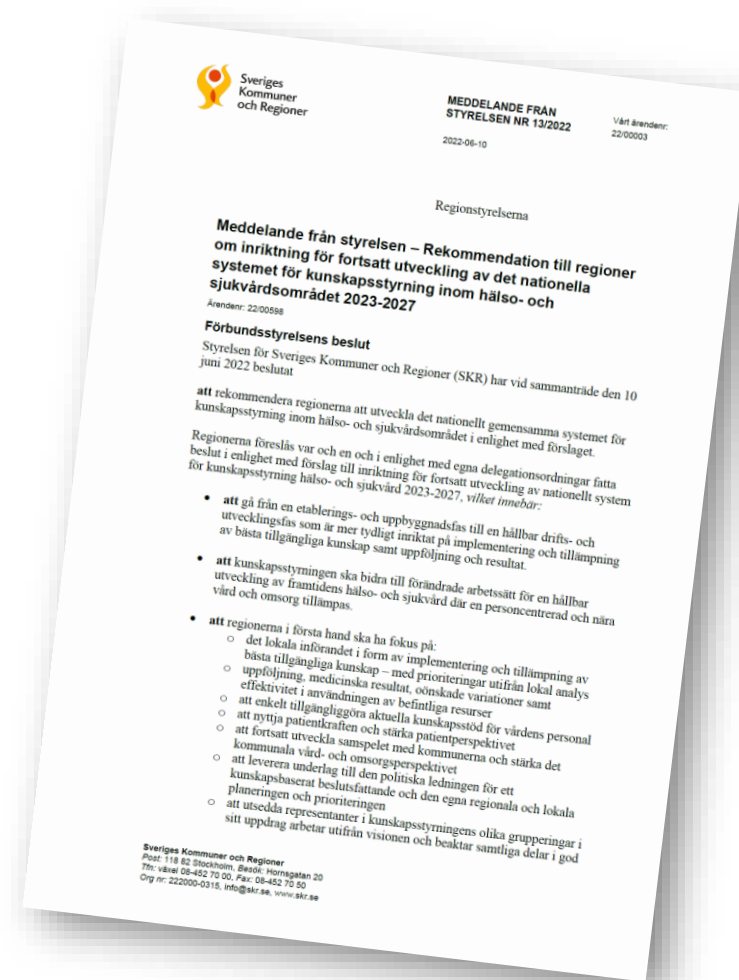 Sveriges
Kommuner
och Regioner
MEDDELANDE FRÅN
STYRELSEN NR 13/2022
2022-06-10
Vårt ärendenr:
22/00003
Regionstyrelserna
Meddelande från styrelsen – Rekommendation till regioner
om inriktning för fortsatt utveckling av det nationella
systemet för kunskapsstyrning inom hälso- och
sjukvårdsområdet 2023-2027
Ärendenr: 22/00598
Förbundsstyrelsens beslut
Styrelsen för Sveriges Kommuner och Regioner (SKR) har vid sammanträde den 10
juni 2022 beslutat
att rekommendera regionerna att utveckla det nationellt gemensamma systemet för
kunskapsstyrning inom hälso- och sjukvårdsområdet i enlighet med förslaget.
Regionerna föreslås var och en och i enlighet med egna delegationsordningar fatta
beslut i enlighet med förslag till inriktning för fortsatt utveckling av nationellt system
för kunskapsstyrning hälso- och sjukvård 2023-2027, vilket innebär:
• att gå från en etablerings- och uppbyggnadsfas till en hållbar drifts- och
utvecklingsfas som är mer tydligt inriktat på implementering och tillämpning
av bästa tillgängliga kunskap samt uppföljning och resultat.
• att kunskapsstyrningen ska bidra till förändrade arbetssätt för en hållbar
utveckling av framtidens hälso- och sjukvård där en personcentrerad och nära
vård och omsorg tillämpas.
• att regionerna i första hand ska ha fokus på:
○ det lokala införandet i form av implementering och tillämpning av
bästa tillgängliga kunskap – med prioriteringar utifrån lokal analys
○ uppföljning, medicinska resultat, oönskade variationer samt
effektivitet i användningen av befintliga resurser
○ att enkelt tillgängliggöra aktuella kunskapsstöd för vårdens personal
○ att nyttja patientkraften och stärka patientperspektivet
○ att fortsatt utveckla samspelet med kommunerna och stärka det
kommunala vård- och omsorgsperspektivet
○ att leverera underlag till den politiska ledningen för ett
kunskapsbaserat beslutsfattande och den egna regionala och lokala
planeringen och prioriteringen
○ att utsedda representanter i kunskapsstyrningens olika grupperingar i
sitt uppdrag arbetar utifrån visionen och beaktar samtliga delar i god
Sveriges Kommuner och Regioner
Post: 118 82 Stockholm, Besök: Hornsgatan 20
Tfn: växel 08-452 70 00, Fax: 08-452 70 50
Org nr: 222000-0315, info@skr.se, www.skr.se